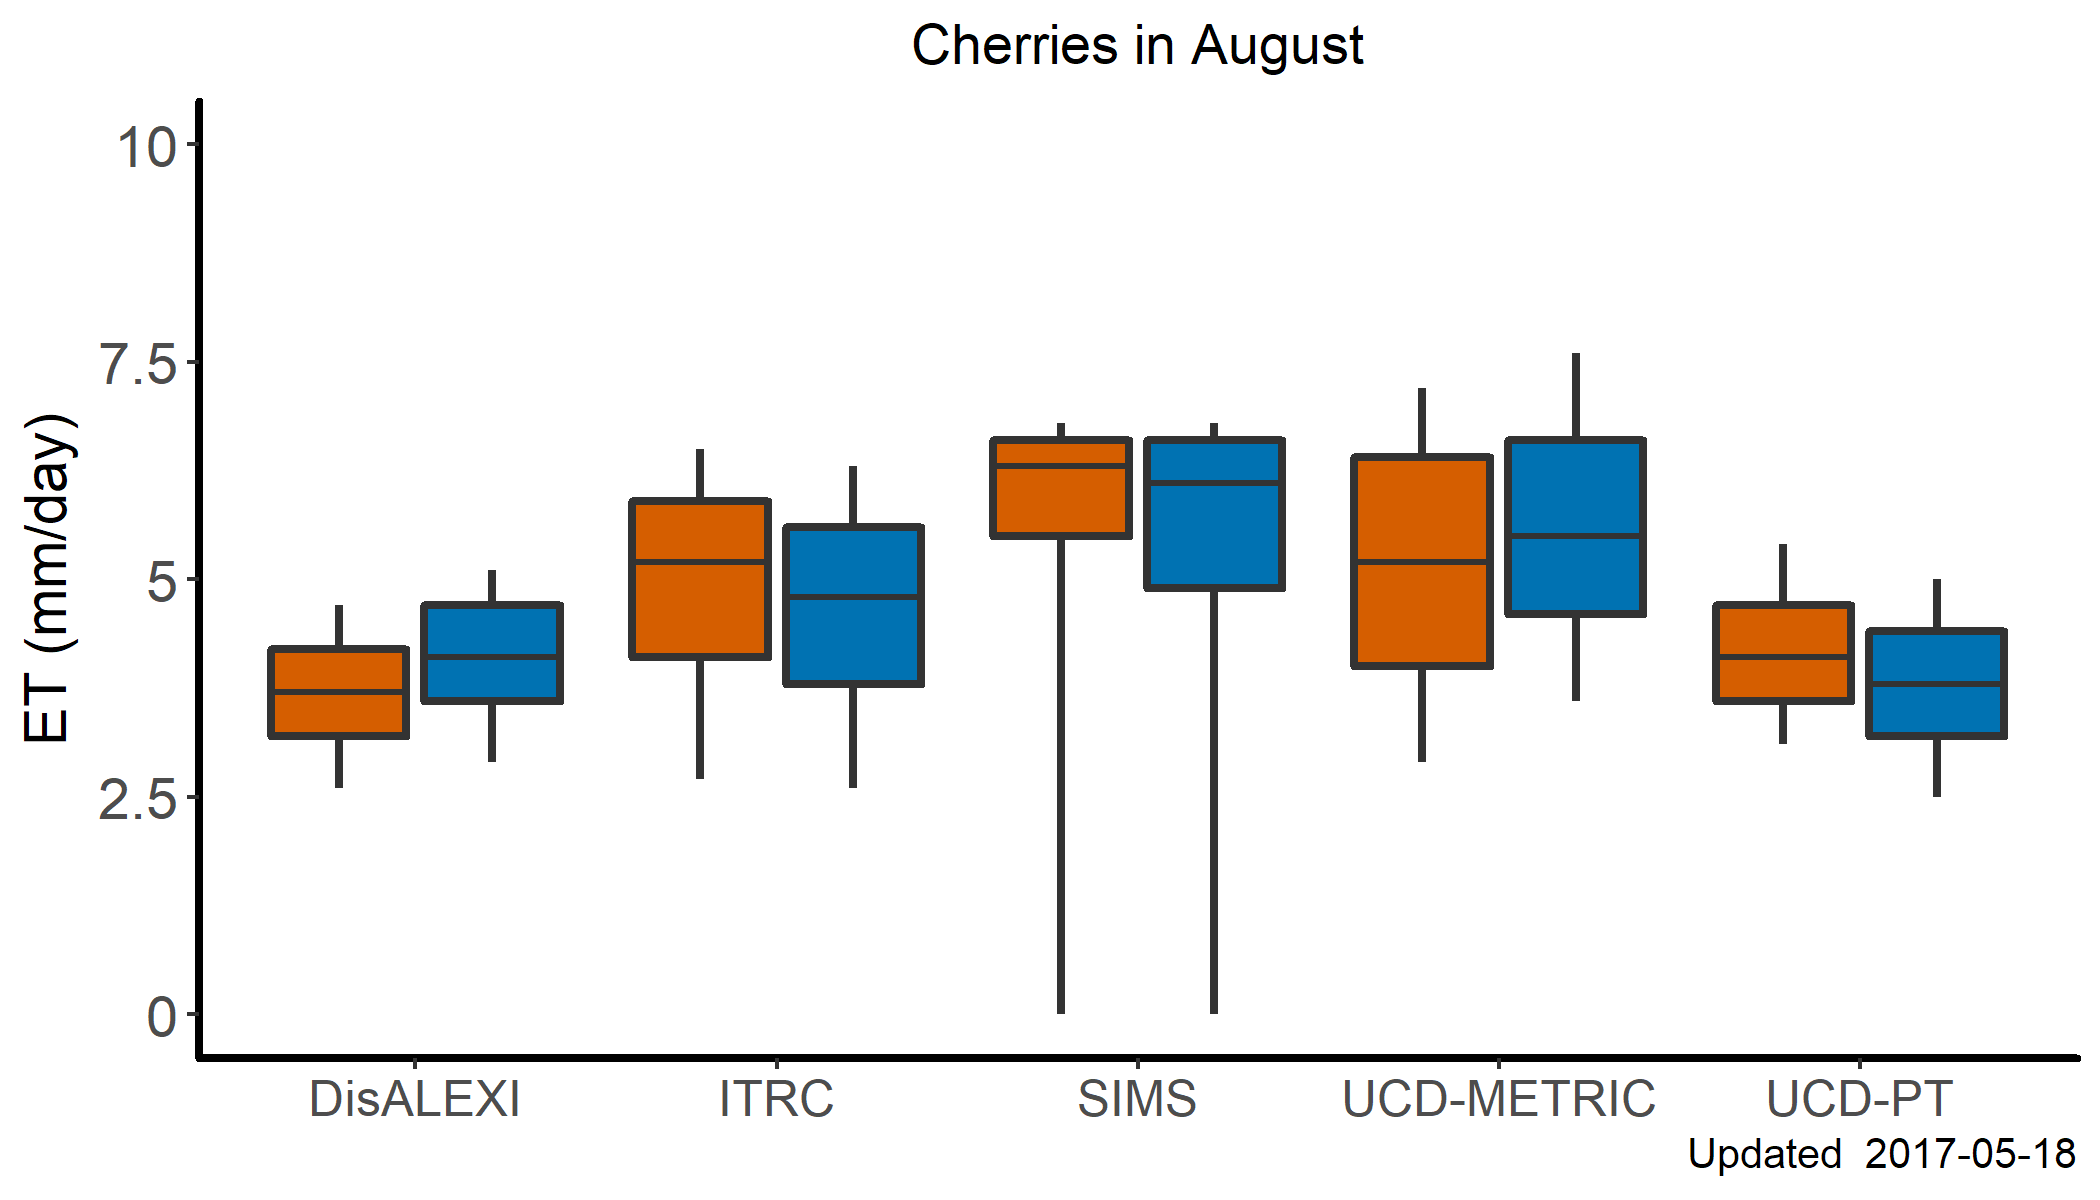 Cherries in August
ET (mm/day)
10
7.5
5
2.5
0
DisALEXI ITRC SIMS UCD-METRIC UCD-PT
Updated  2017-05-18